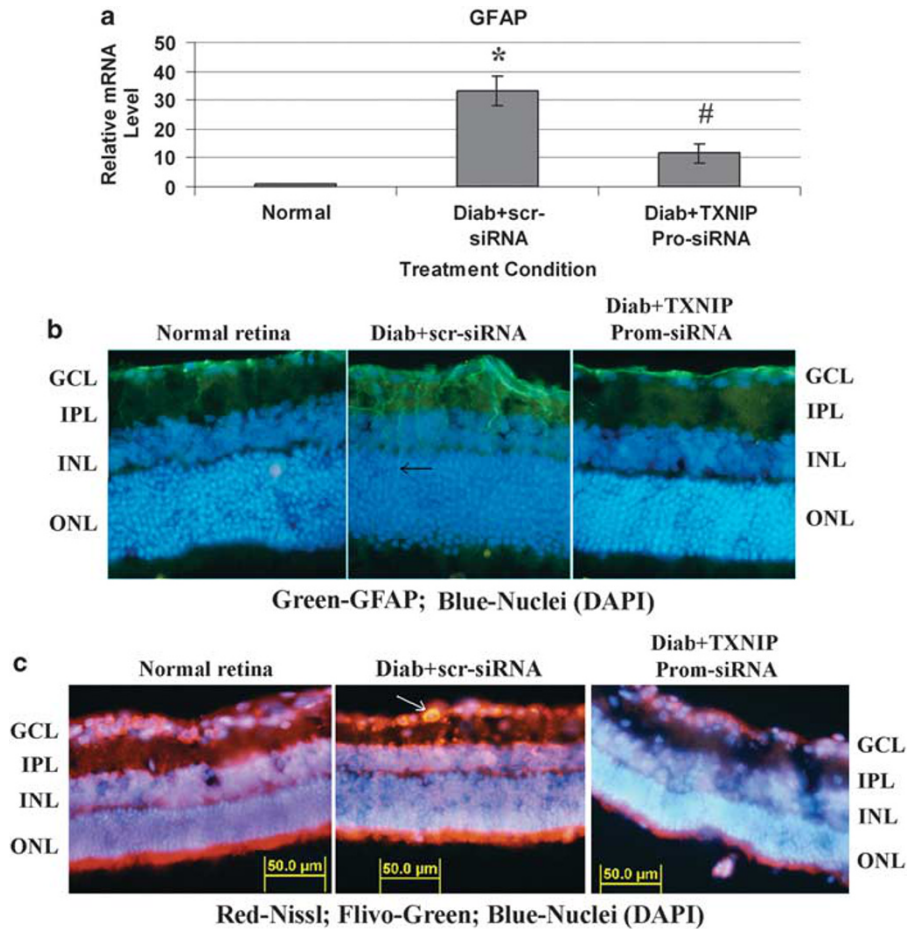 a
GFAP
Relative mRNA
Level
50
40
30
20
10
0
*
#
Normal
Diab+scr-
siRNA
Diab+TXNIP
Pro-siRNA
Treatment Condition
b
Normal retina
Diab+scr-siRNA
Diab+TXNIP
Prom-siRNA
GCL
IPL
INL
ONL
GCL
IPL
INL
ONL
Green-GFAP; Blue-Nuclei (DAPI)
c
Normal retina
Diab+scr-siRNA
Diab+TXNIP
Prom-siRNA
GCL
IPL
INL
ONL
50.0 µm
50.0 µm
50.0 µm
GCL
IPL
INL
ONL
Red-Nissl; Flivo-Green; Blue-Nuclei (DAPI)